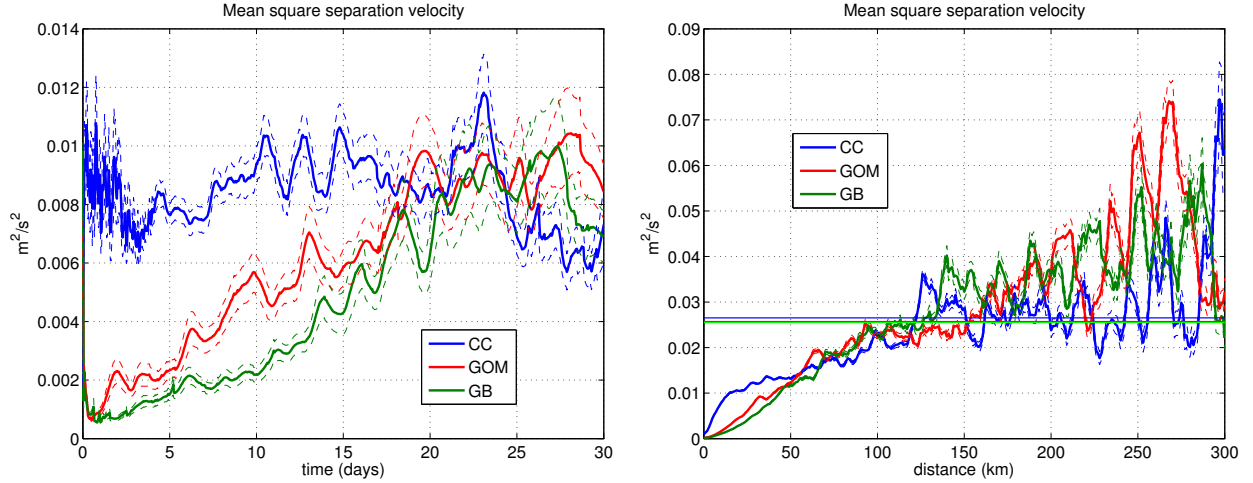 Mean square separation velocity
m²/s²
0.014
0.012
0.01
0.008
0.006
0.004
0.002
0
CC
GOM
GB
0 5 10 15 20 25 30
time (days)
Mean square separation velocity
m²/s²
0.09
0.08
0.07
0.06
0.05
0.04
0.03
0.02
0.01
0
CC
GOM
GB
0 50 100 150 200 250 300
distance (km)